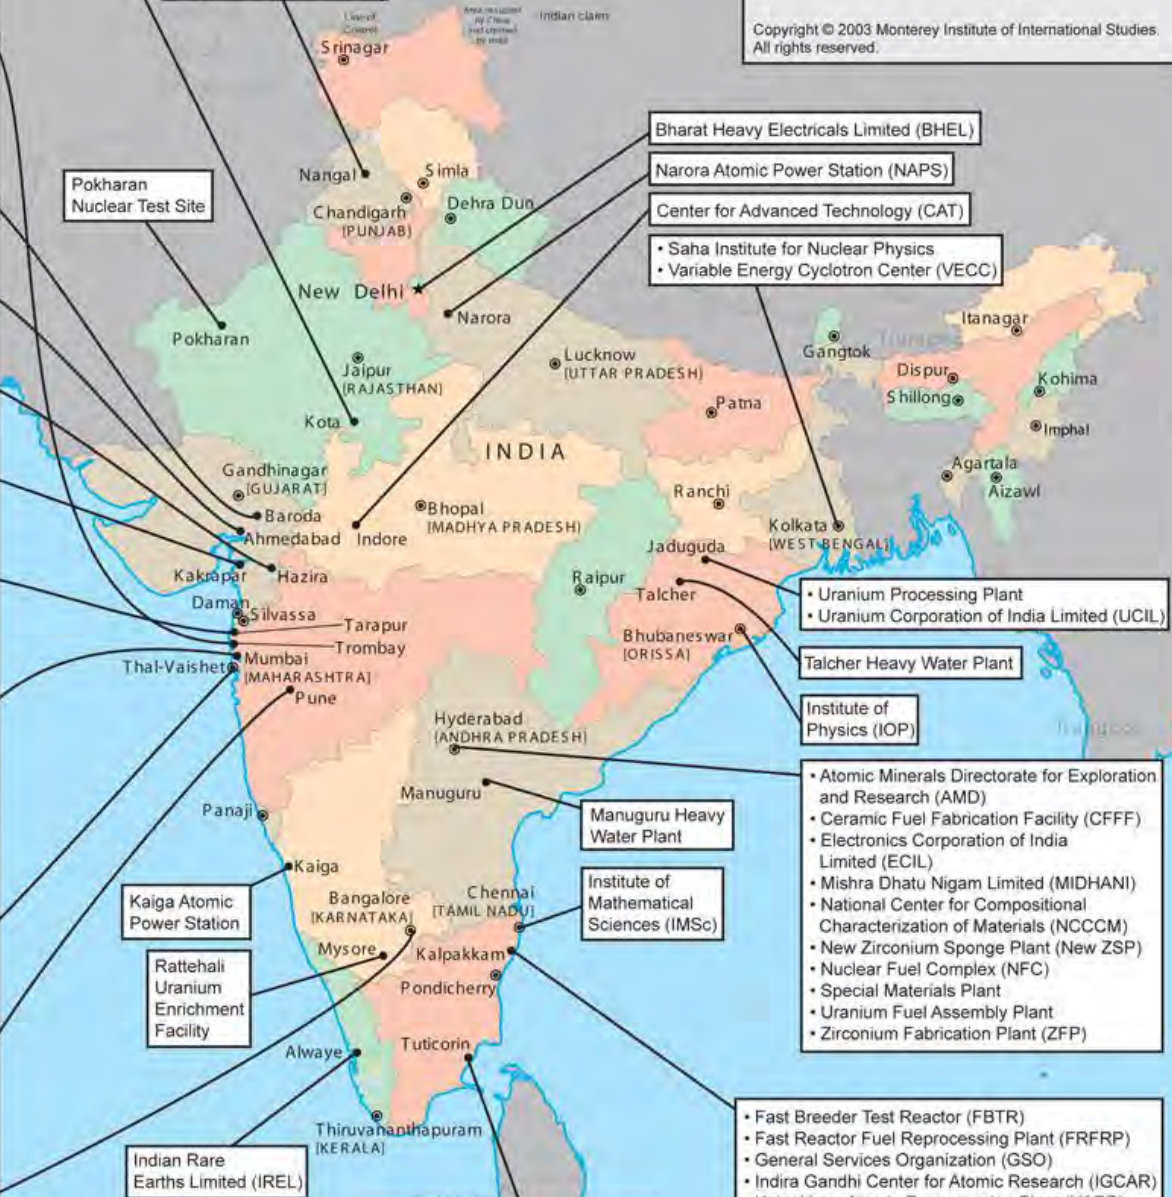 Line of
Control
Indian claim
Copyright © 2003 Monterey Institute of International Studies.
All rights reserved.
Srinagar
Bharat Heavy Electricals Limited (BHEL)
Narora Atomic Power Station (NAPS)
Center for Advanced Technology (CAT)
• Saha Institute for Nuclear Physics
• Variable Energy Cyclotron Center (VECC)
Pokharan
Nuclear Test Site
Nangal
Simla
Chandigarh
[PUNJAB]
Dehra Dun
New Delhi
Narora
Pokharan
Jaipur
[RAJASTHAN]
Lucknow
[UTTAR PRADESH]
Kota
Patna
Gangtok
Itanagar
Dispur
Shillong
Kohima
Imphal
Agartala
Aizawl
INDIA
Gandhinagar
[GUJARAT]
Baroda
Ahmedabad
Indore
Bhopal
[MADHYA PRADESH]
Ranchi
Kolkata
[WEST BENGAL]
Jaduguda
Talcher
Kakrapar
Hazira
Raipur
Daman
Silvassa
Tarapur
Trombay
Thal-Vaishet
Mumbai
[MAHARASHTRA]
Pune
Bhubaneswar
[ORISSA]
• Uranium Processing Plant
• Uranium Corporation of India Limited (UCIL)
Talcher Heavy Water Plant
Institute of
Physics (IOP)
Hyderabad
[ANDHRA PRADESH]
Manuguru
Manuguru Heavy
Water Plant
• Atomic Minerals Directorate for Exploration
and Research (AMD)
• Ceramic Fuel Fabrication Facility (CFFF)
• Electronics Corporation of India
Limited (ECIL)
• Mishra Dhatu Nigam Limited (MIDHANI)
• National Center for Compositional
Characterization of Materials (NCCCM)
• New Zirconium Sponge Plant (New ZSP)
• Nuclear Fuel Complex (NFC)
• Special Materials Plant
• Uranium Fuel Assembly Plant
• Zirconium Fabrication Plant (ZFP)
Panaji
Kaiga
Kaiga Atomic
Power Station
Bangalore
[KARNATAKA]
Chennai
[TAMIL NADU]
Institute of
Mathematical
Sciences (IMSc)
Mysore
Kalpakkam
Pondicherry
Rattehali
Uranium
Enrichment
Facility
Alwaye
Tuticorin
Thiruvananthapuram
[KERALA]
Indian Rare
Earths Limited (IREL)
• Fast Breeder Test Reactor (FBTR)
• Fast Reactor Fuel Reprocessing Plant (FRFRP)
• General Services Organization (GSO)
• Indira Gandhi Center for Atomic Research (IGCAR)